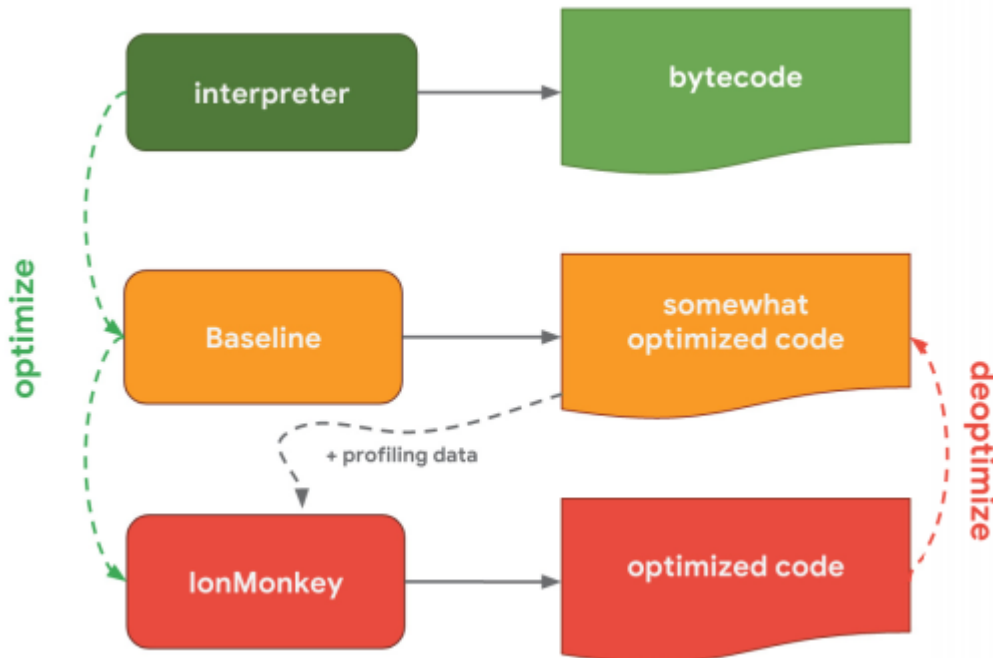 interpreter
bytecode
optimize
Baseline
somewhat
optimized code
+ profiling data
deoptimize
IonMonkey
optimized code